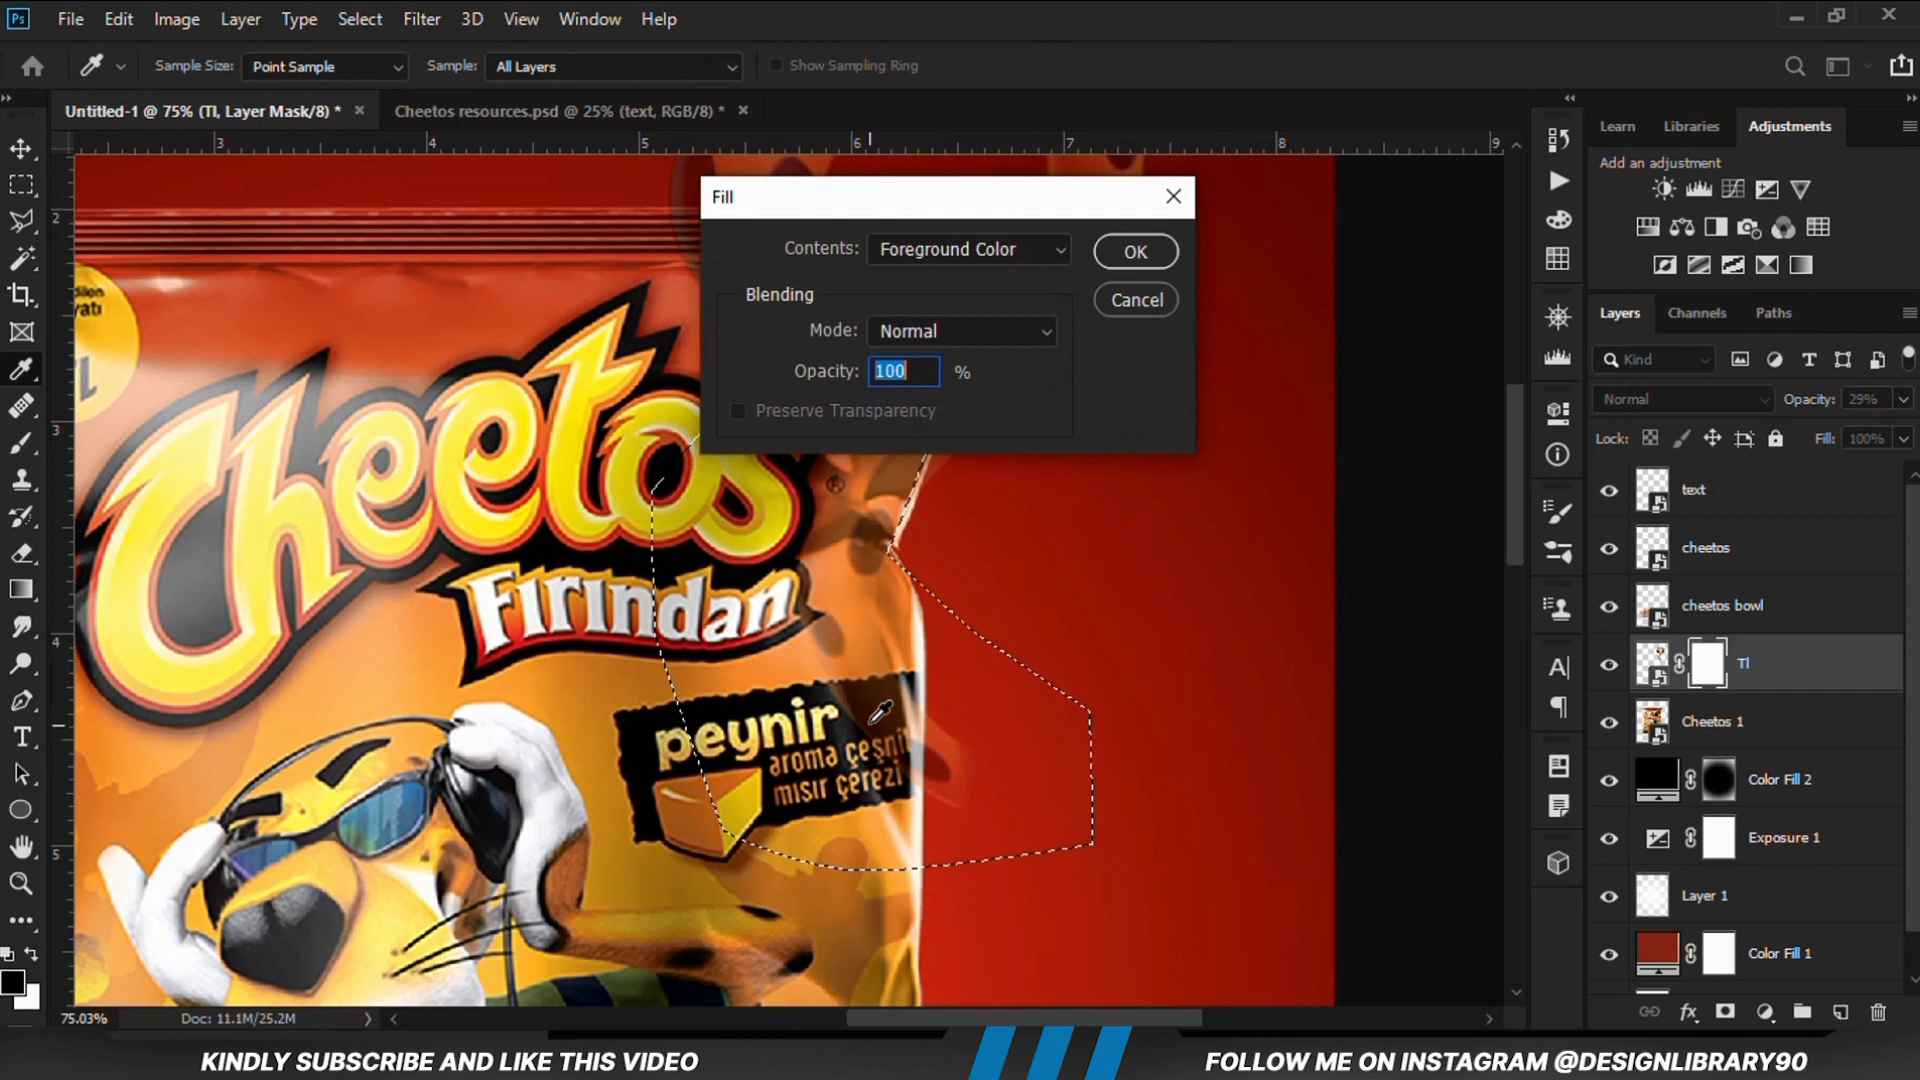 Ps File Edit Image Layer Type Select Filter 3D View Window Help
Sample Size: Point Sample Sample: All Layers Show Sampling Ring
Untitled-1 @ 75% (Tl, Layer Mask/8) * × Cheetos resources.psd @ 25% (text, RGB/8) * ×
3 4 5 6 7 8 9
2
3
4
5
Fill
Contents: Foreground Color
OK
Cancel
Blending
Mode: Normal
Opacity: 100 %
Preserve Transparency
Cheetos
®
Fırından
peynir
aroma çeşnili
mısır çerezi
Learn Libraries Adjustments
Add an adjustment
Layers Channels Paths
Kind
Normal Opacity: 29%
Lock: Fill: 100%
text
cheetos
cheetos bowl
Tl
Cheetos 1
Color Fill 2
Exposure 1
Layer 1
Color Fill 1
75.03% Doc: 11.1M/25.2M
KINDLY SUBSCRIBE AND LIKE THIS VIDEO
FOLLOW ME ON INSTAGRAM @DESIGNLIBRARY90